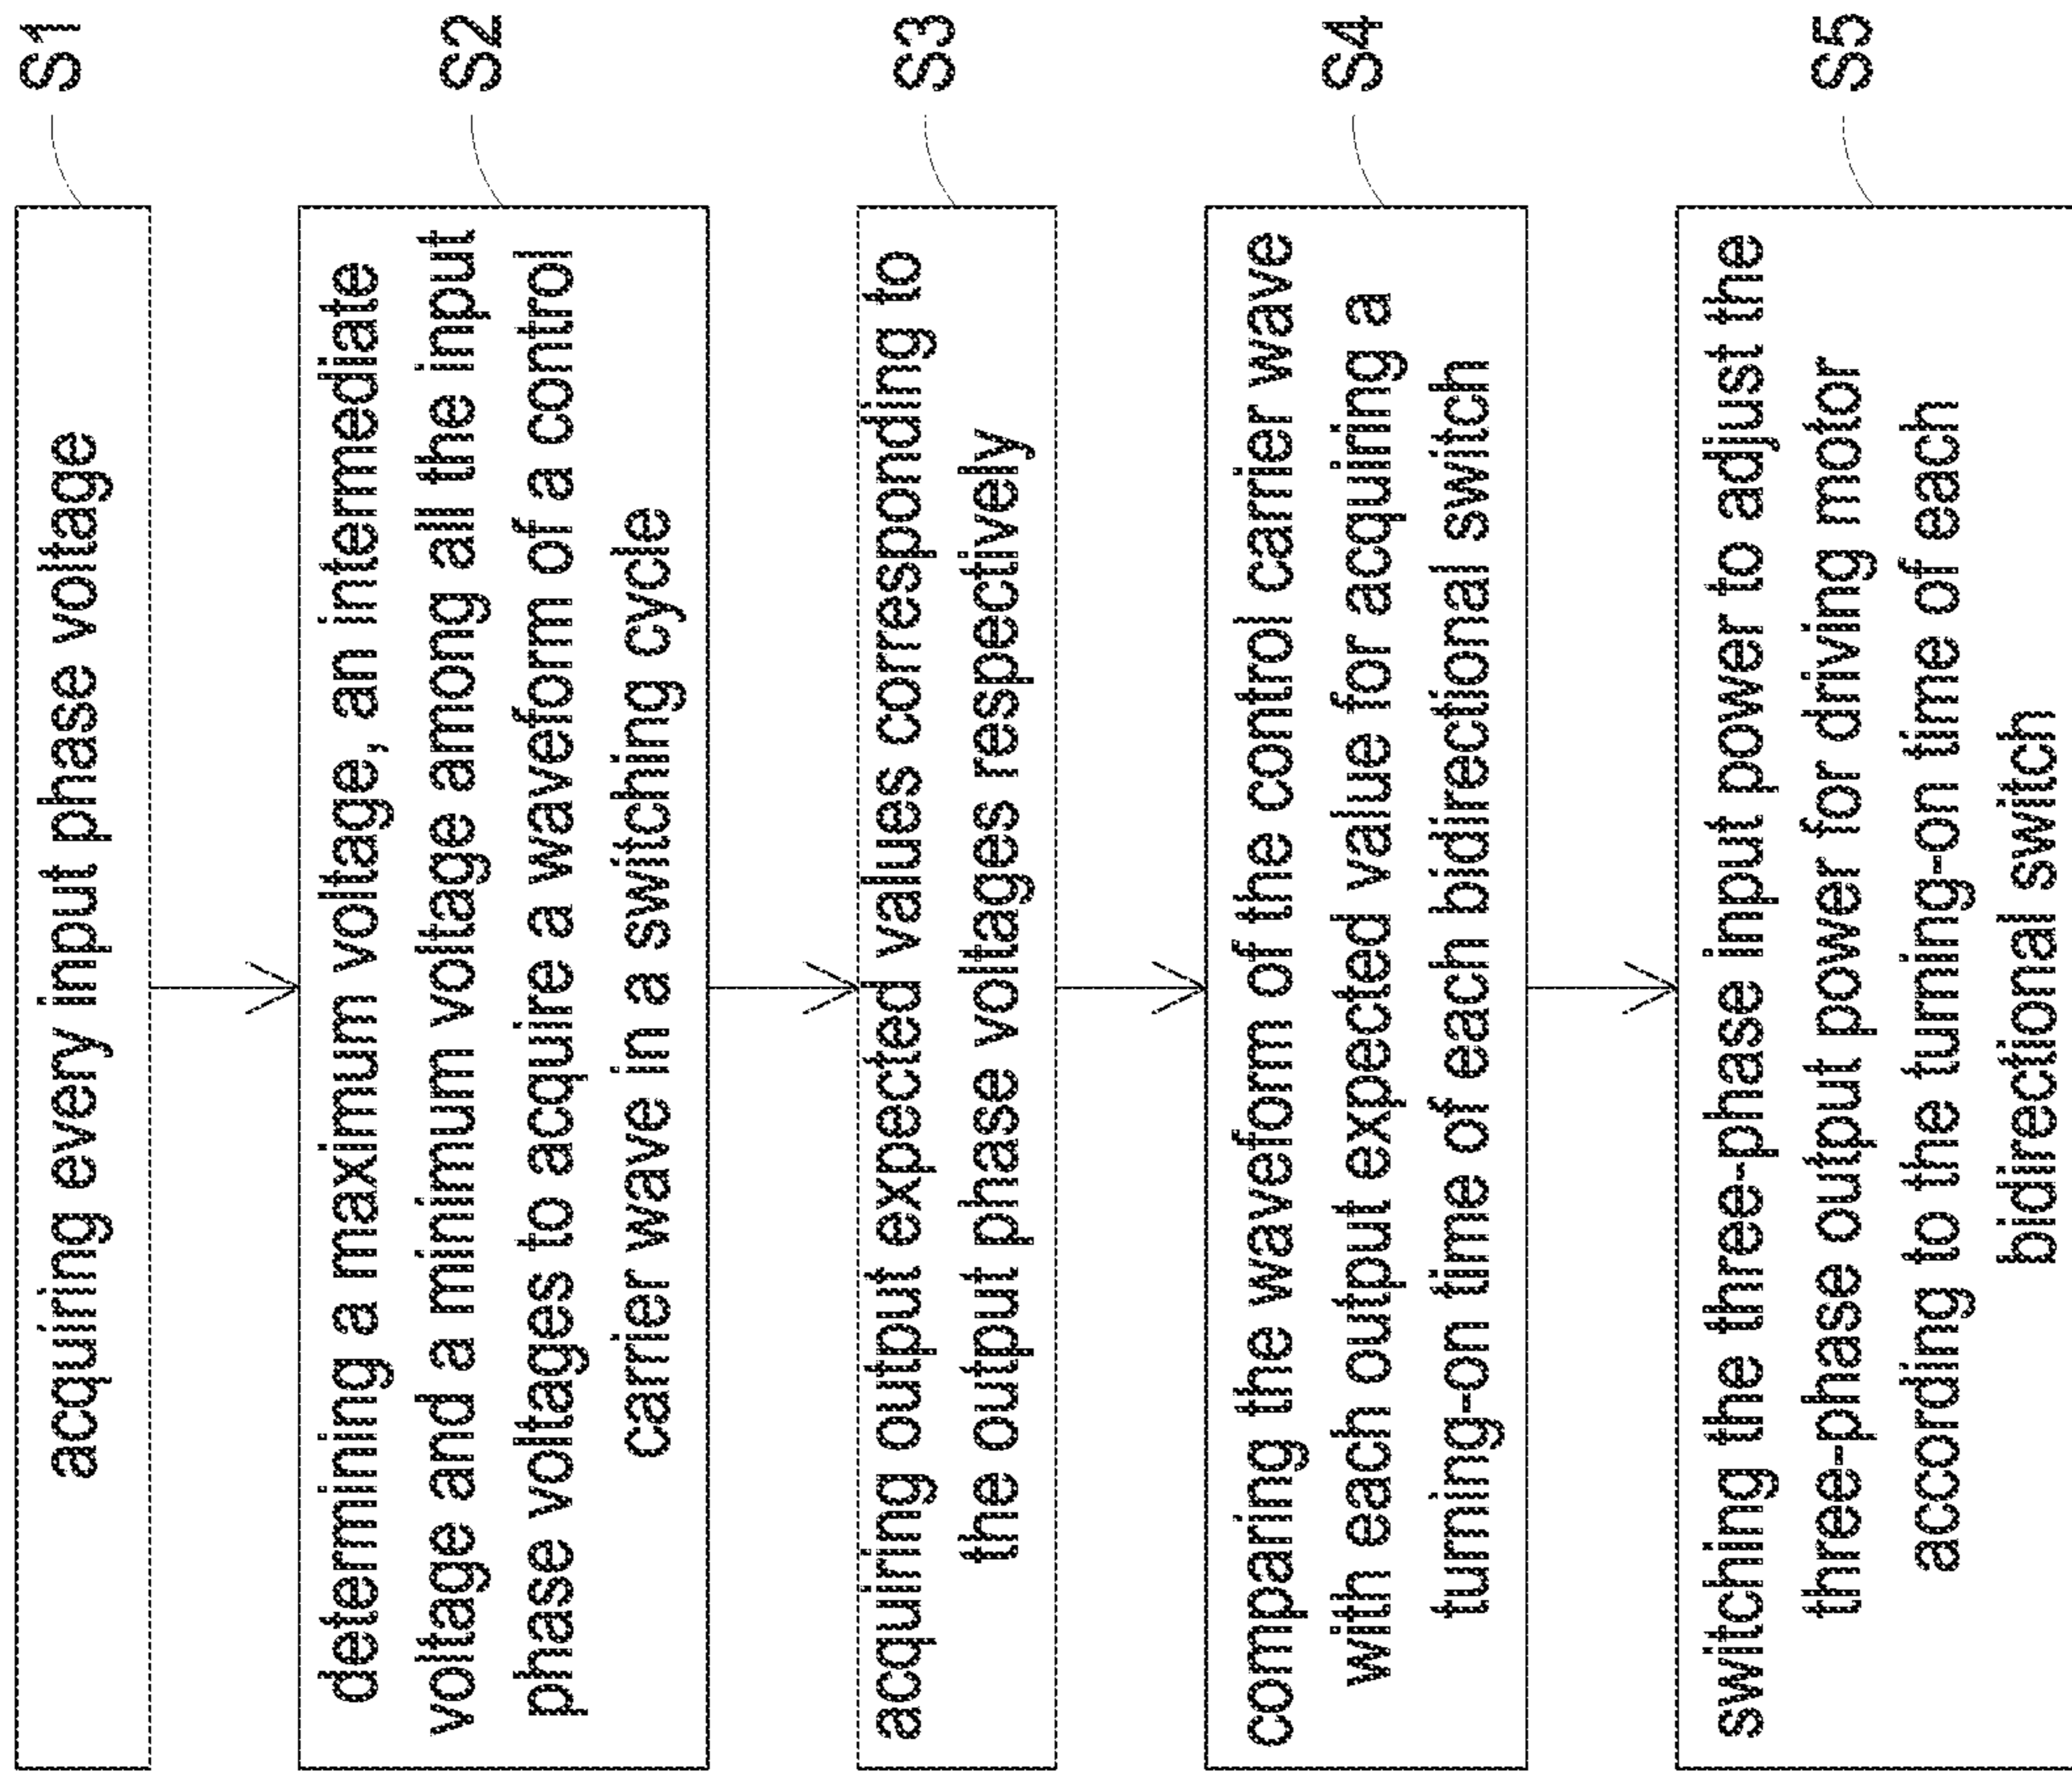 acquiring every input phase voltage
S1
determining a maximum voltage, an intermediate
voltage and a minimum voltage among all the input
phase voltages to acquire a waveform of a control
carrier wave in a switching cycle
S2
acquiring output expected values corresponding to
the output phase voltages respectively
S3
comparing the waveform of the control carrier wave
with each output expected value for acquiring a
turning-on time of each bidirectional switch
S4
switching the three-phase input power to adjust the
three-phase output power for driving motor
according to the turning-on time of each
bidirectional switch
S5